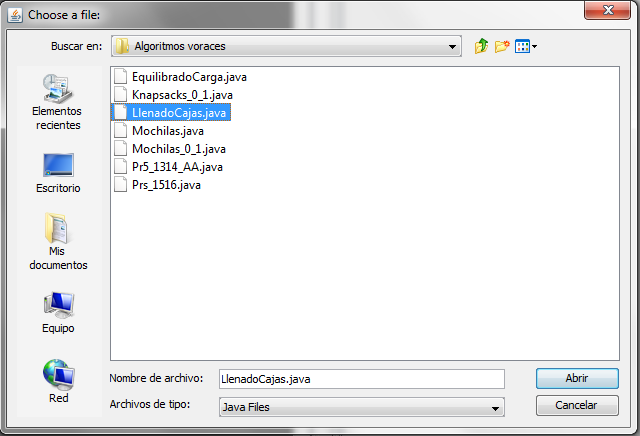 Choose a file:
Buscar en: Algoritmos voraces
EquilibradoCarga.java
Knapsacks_0_1.java
LlenadoCajas.java
Mochilas.java
Mochilas_0_1.java
Pr5_1314_AA.java
Prs_1516.java
Elementos
recientes
Escritorio
Mis
documentos
Equipo
Red
Nombre de archivo: LlenadoCajas.java
Abrir
Archivos de tipo: Java Files
Cancelar